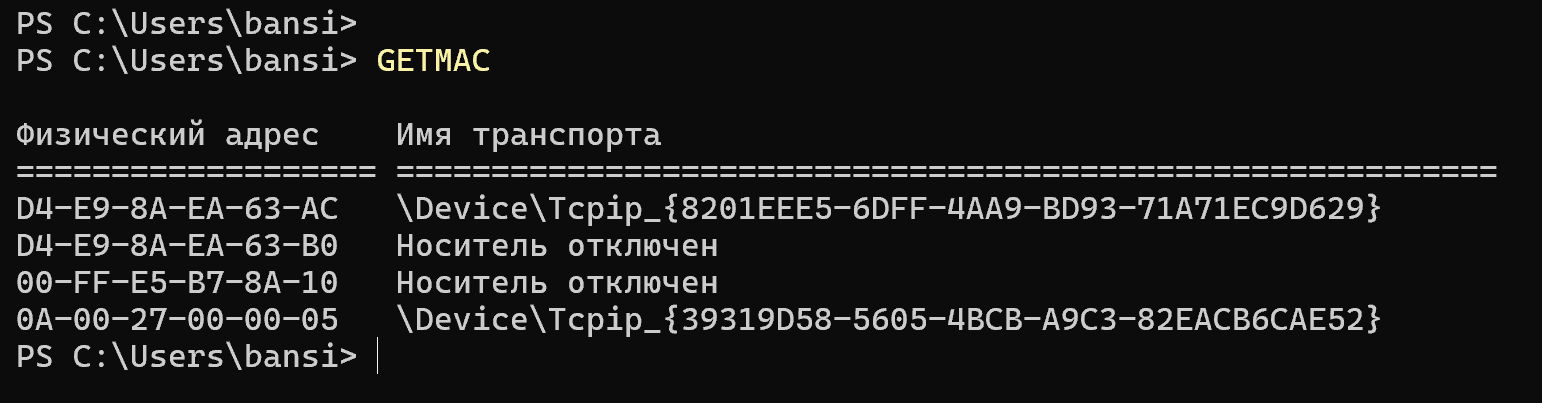 PS C:\Users\bansi>
PS C:\Users\bansi> GETMAC
Физический адрес    Имя транспорта
=================== ==========================================================
D4-E9-8A-EA-63-AC   \Device\Tcpip_{8201EEE5-6DFF-4AA9-BD93-71A71EC9D629}
D4-E9-8A-EA-63-B0   Носитель отключен
00-FF-E5-B7-8A-10   Носитель отключен
0A-00-27-00-00-05   \Device\Tcpip_{39319D58-5605-4BCB-A9C3-82EACB6CAE52}
PS C:\Users\bansi>